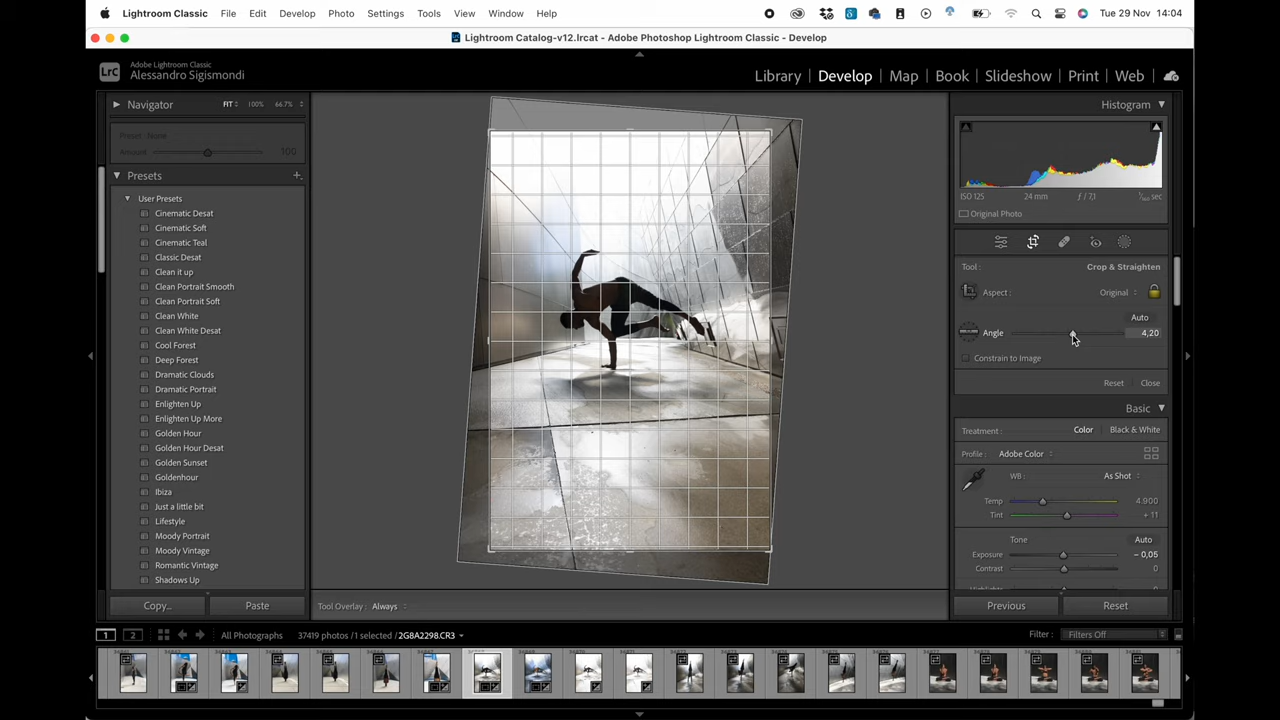 Lightroom Classic File Edit Develop Photo Settings Tools View Window Help Tue 29 Nov 14:04
Lightroom Catalog-v12.lrcat - Adobe Photoshop Lightroom Classic - Develop
LrC
Adobe Lightroom Classic
Alessandro Sigismondi
Library | Develop | Map | Book | Slideshow | Print | Web
Navigator FIT 100% 66.7%
Preset: None
Amount 100
Presets +
User Presets
Cinematic Desat
Cinematic Soft
Cinematic Teal
Classic Desat
Clean it up
Clean Portrait Smooth
Clean Portrait Soft
Clean White
Clean White Desat
Cool Forest
Deep Forest
Dramatic Clouds
Dramatic Portrait
Enlighten Up
Enlighten Up More
Golden Hour
Golden Hour Desat
Golden Sunset
Goldenhour
Ibiza
Just a little bit
Lifestyle
Moody Portrait
Moody Vintage
Romantic Vintage
Shadows Up
Copy... Paste
Tool Overlay: Always
Histogram
ISO 125 24 mm ƒ / 7,1 sec
Original Photo
Tool: Crop & Straighten
Aspect: Original
Auto
Angle 4,20
Constrain to Image
Reset Close
Basic
Treatment: Color Black & White
Profile: Adobe Color
WB: As Shot
Temp 4.900
Tint + 11
Tone Auto
Exposure − 0,05
Contrast 0
Highlights
Previous Reset
1 2 All Photographs 37419 photos / 1 selected / 2G8A2298.CR3 Filter: Filters Off